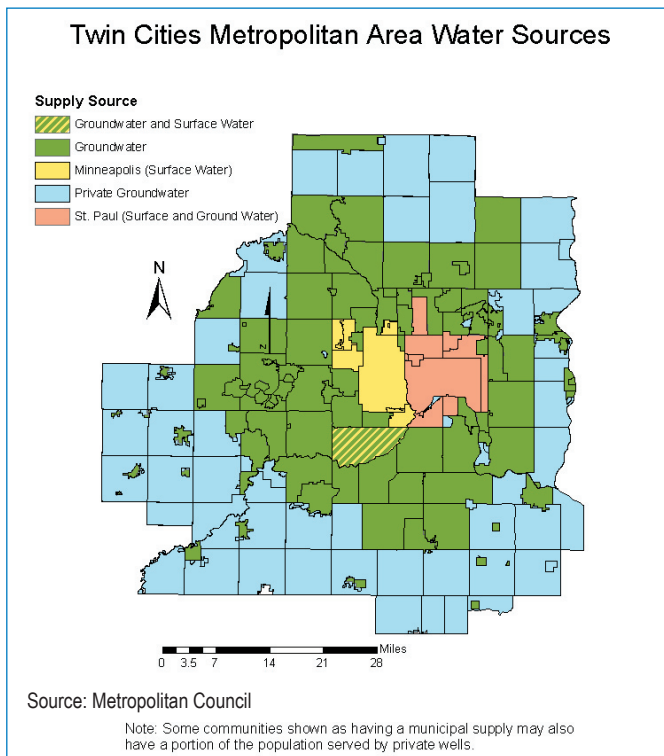 Twin Cities Metropolitan Area Water Sources
Supply Source
Groundwater and Surface Water
Groundwater
Minneapolis (Surface Water)
Private Groundwater
St. Paul (Surface and Ground Water)
N
z
Miles
0 3.5 7 14 21 28
Source: Metropolitan Council
Note: Some communities shown as having a municipal supply may also
have a portion of the population served by private wells.